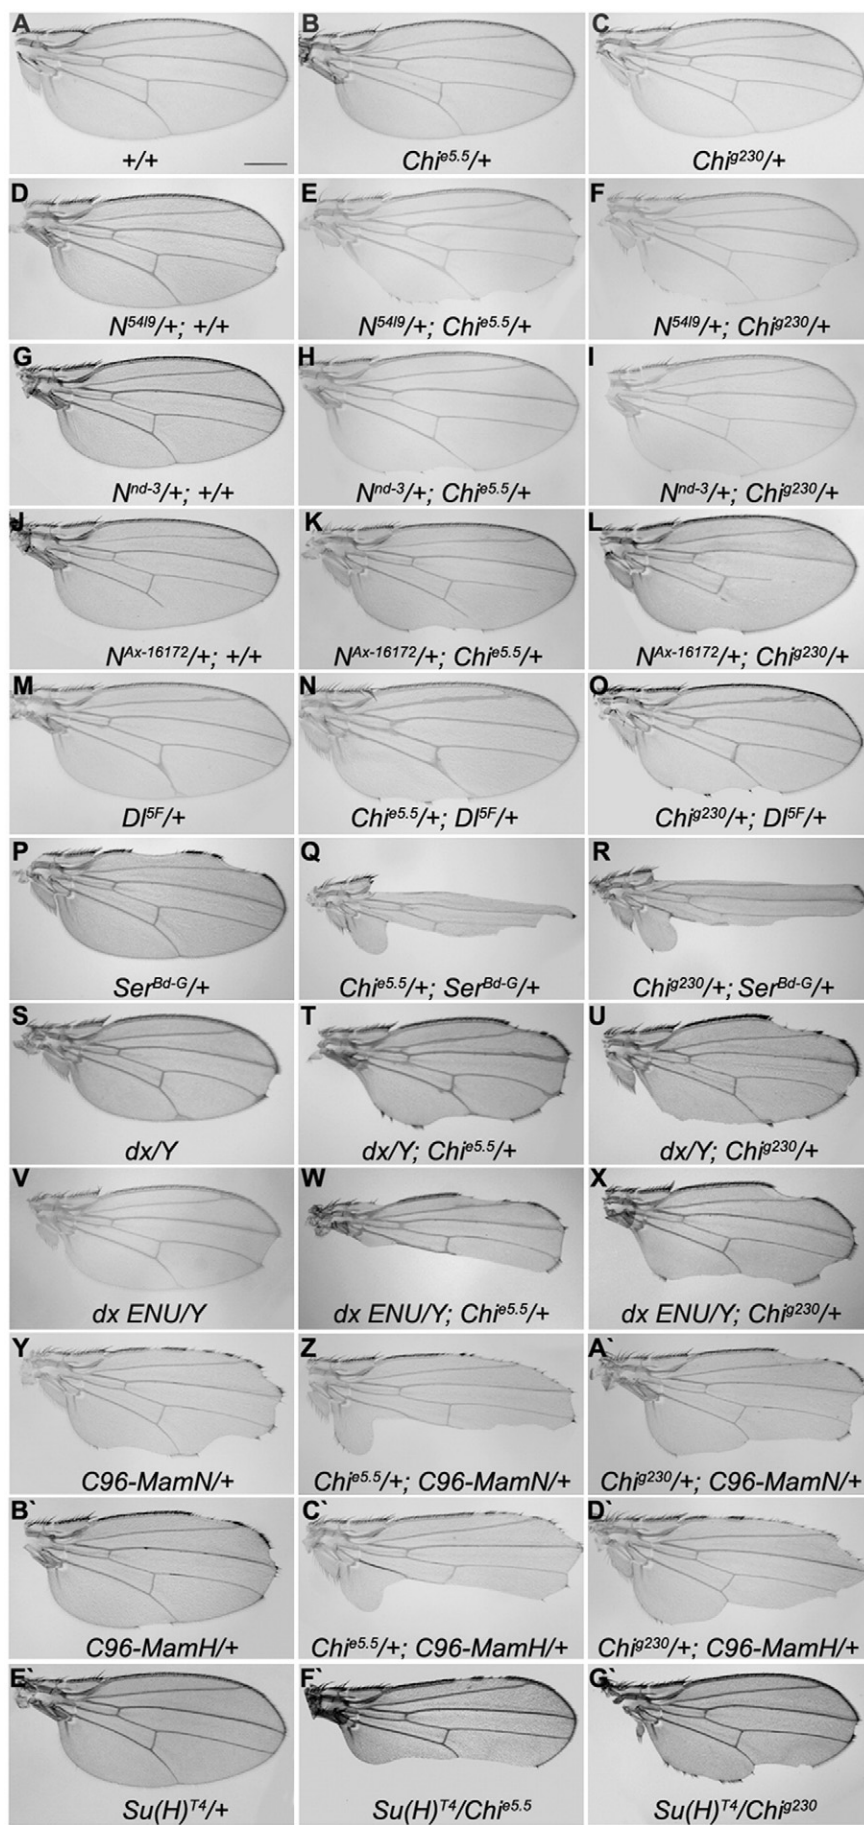 A B C
+/+ Chi^e5.5/+ Chi^g230/+
D E F
N^54l9/+; +/+ N^54l9/+; Chi^e5.5/+ N^54l9/+; Chi^g230/+
G H I
N^nd-3/+; +/+ N^nd-3/+; Chi^e5.5/+ N^nd-3/+; Chi^g230/+
J K L
N^Ax-16172/+; +/+ N^Ax-16172/+; Chi^e5.5/+ N^Ax-16172/+; Chi^g230/+
M N O
Dl^5F/+ Chi^e5.5/+; Dl^5F/+ Chi^g230/+; Dl^5F/+
P Q R
Ser^Bd-G/+ Chi^e5.5/+; Ser^Bd-G/+ Chi^g230/+; Ser^Bd-G/+
S T U
dx/Y dx/Y; Chi^e5.5/+ dx/Y; Chi^g230/+
V W X
dx ENU/Y dx ENU/Y; Chi^e5.5/+ dx ENU/Y; Chi^g230/+
Y Z A`
C96-MamN/+ Chi^e5.5/+; C96-MamN/+ Chi^g230/+; C96-MamN/+
B` C` D`
C96-MamH/+ Chi^e5.5/+; C96-MamH/+ Chi^g230/+; C96-MamH/+
E` F` G`
Su(H)^T4/+ Su(H)^T4/Chi^e5.5 Su(H)^T4/Chi^g230